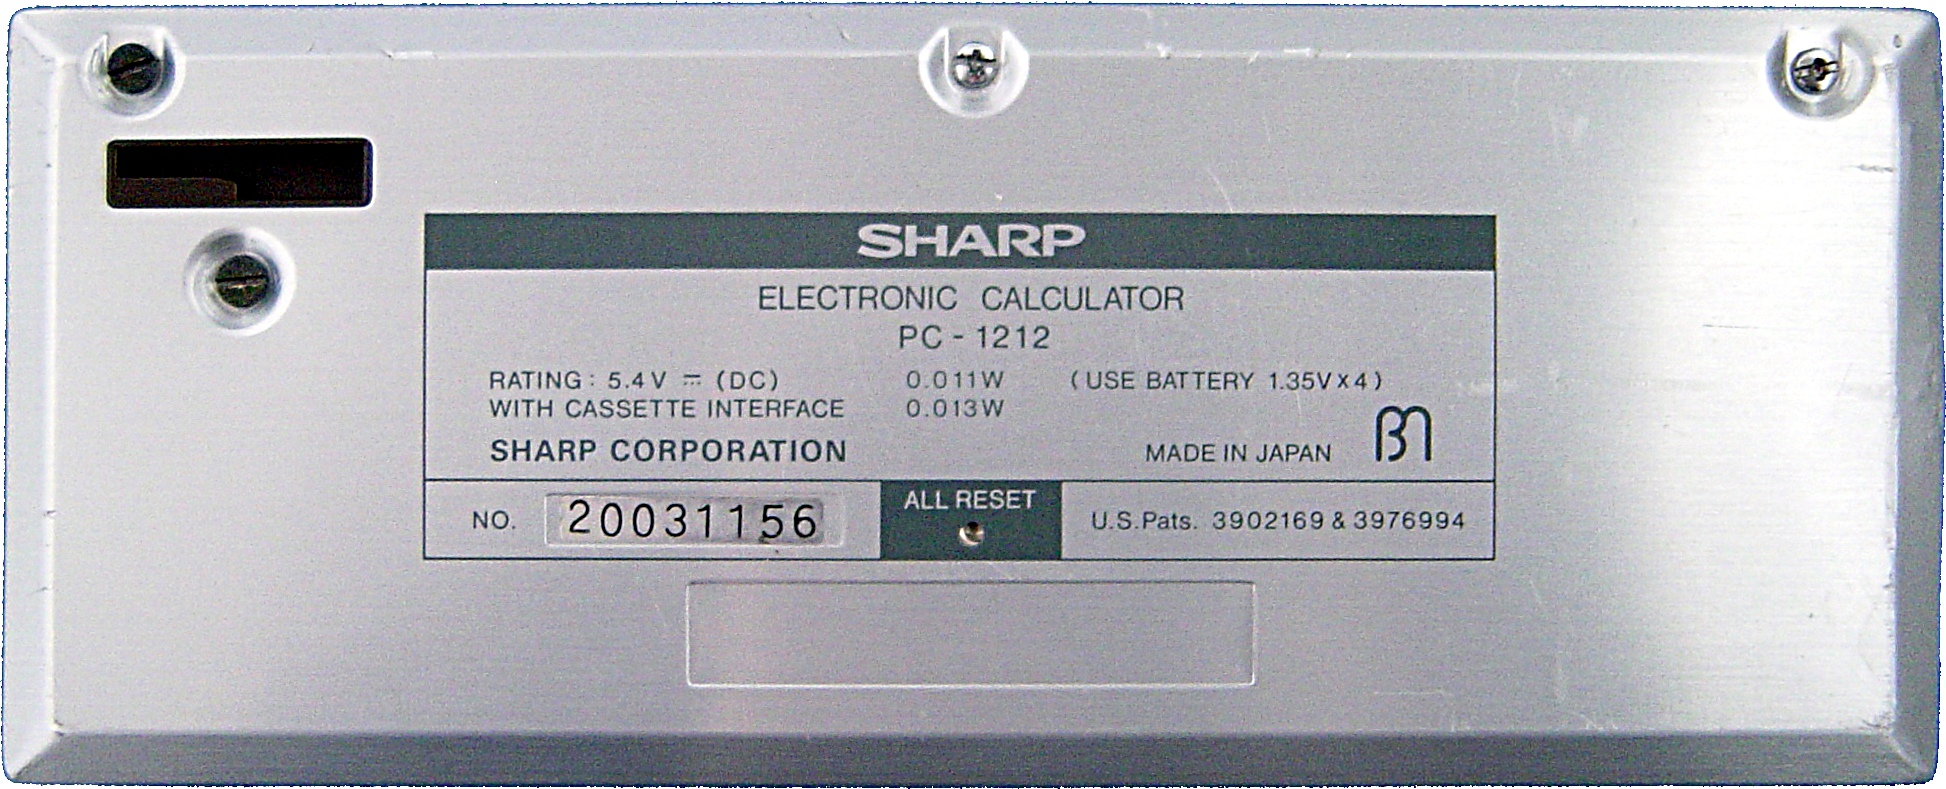 SHARP
ELECTRONIC CALCULATOR
PC - 1212
RATING: 5.4V ⎓ (DC) 0.011W (USE BATTERY 1.35V X 4)
WITH CASSETTE INTERFACE 0.013W
SHARP CORPORATION MADE IN JAPAN
NO. 20031156 ALL RESET U.S.Pats. 3902169 & 3976994